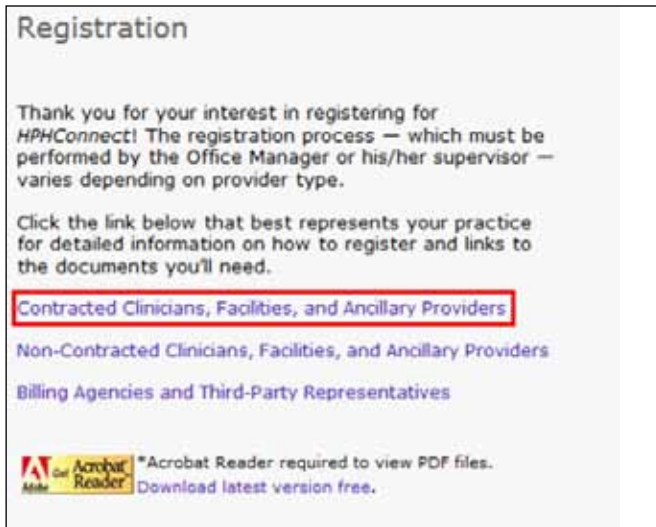 Registration
Thank you for your interest in registering for
HPHConnect! The registration process — which must be
performed by the Office Manager or his/her supervisor —
varies depending on provider type.
Click the link below that best represents your practice
for detailed information on how to register and links to
the documents you'll need.
Contracted Clinicians, Facilities, and Ancillary Providers
Non-Contracted Clinicians, Facilities, and Ancillary Providers
Billing Agencies and Third-Party Representatives
Adobe Get Acrobat Reader *Acrobat Reader required to view PDF files.
Download latest version free.